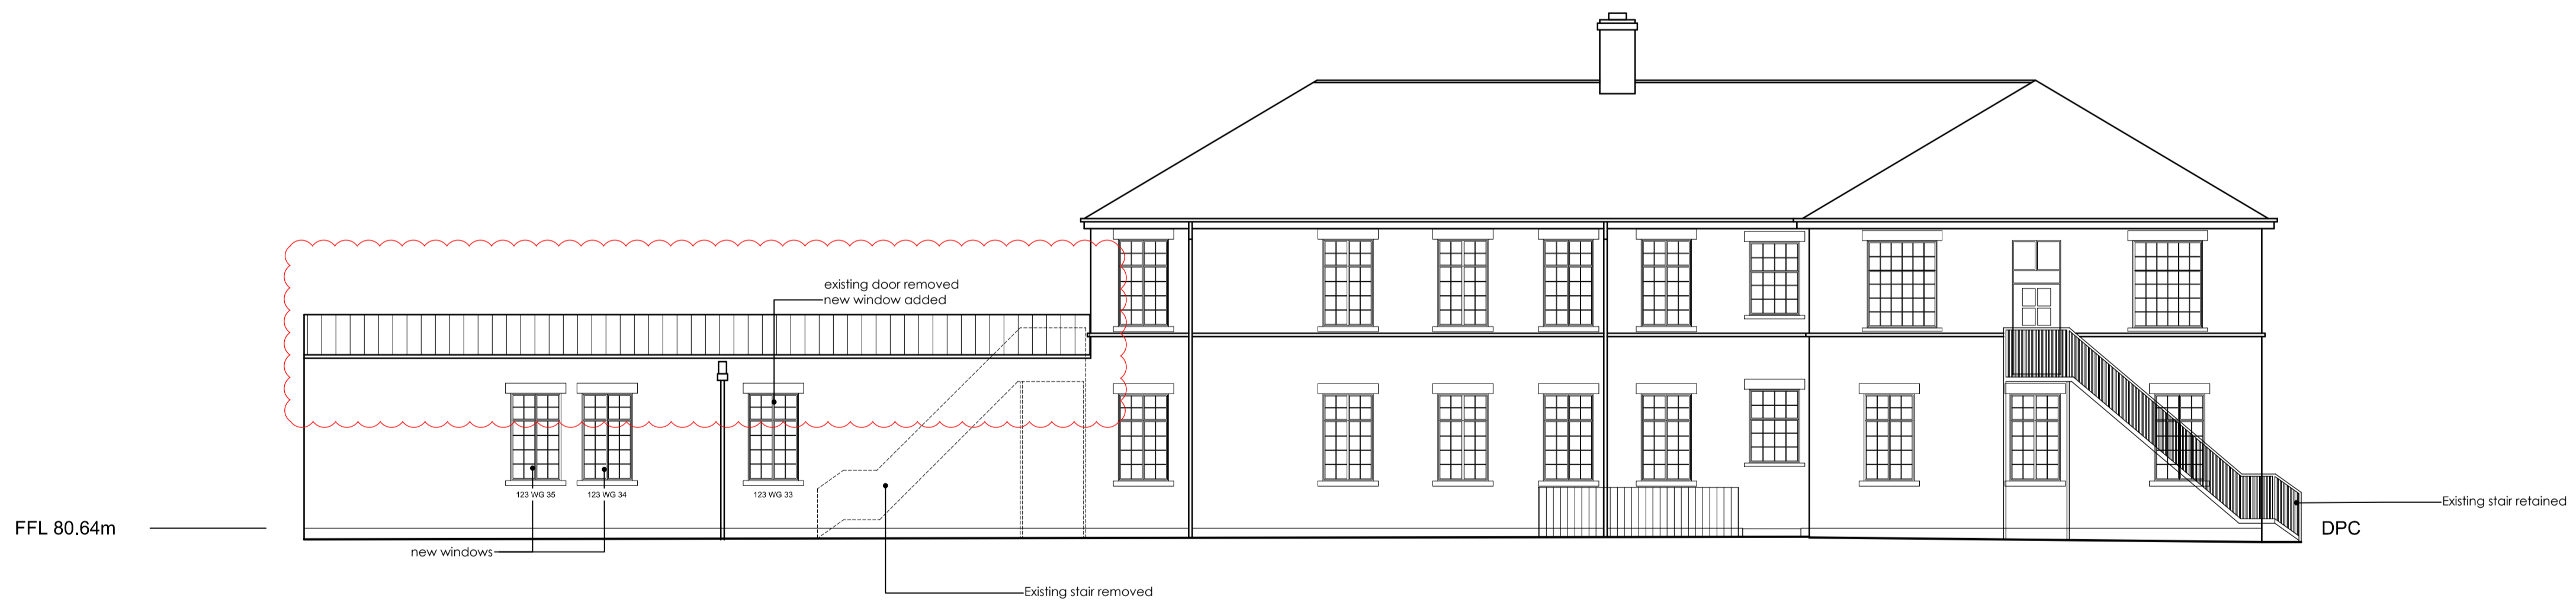 existing door removed
new window added
123 WG 35
123 WG 34
123 WG 33
Existing stair retained
FFL 80.64m
DPC
new windows
Existing stair removed